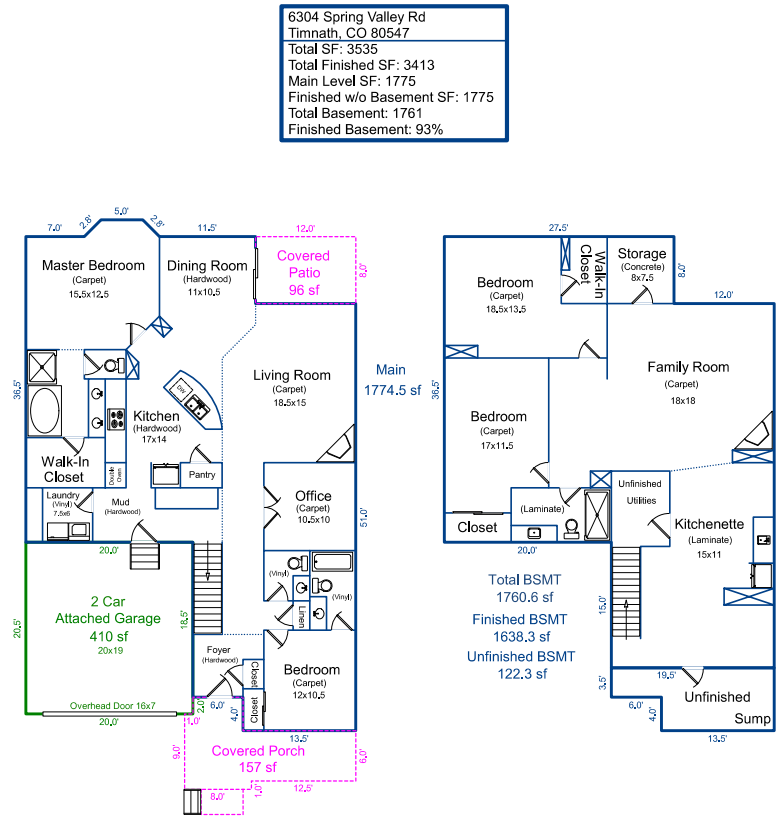 6304 Spring Valley Rd
Timnath, CO 80547
Total SF: 3535
Total Finished SF: 3413
Main Level SF: 1775
Finished w/o Basement SF: 1775
Total Basement: 1761
Finished Basement: 93%
5.0'
7.0'
2.8'
2.8'
11.5'
12.0'
Master Bedroom
(Carpet)
15.5x12.5
Dining Room
(Hardwood)
11x10.5
Covered
Patio
96 sf
8.0'
36.5'
Living Room
(Carpet)
18.5x15
Main
1774.5 sf
DW
Kitchen
(Hardwood)
17x14
Walk-In
Closet
Double
Oven
Pantry
Laundry
(Vinyl)
7.5x6
Mud
(Hardwood)
Office
(Carpet)
10.5x10
51.0'
20.0'
2 Car
Attached Garage
410 sf
20x19
20.5'
18.5'
(Vinyl)
(Vinyl)
Linen
Foyer
(Hardwood)
Closet
Closet
Bedroom
(Carpet)
12x10.5
Overhead Door 16x7
20.0'
1.0'
2.0'
6.0'
4.0'
13.5'
Covered Porch
157 sf
9.0'
6.0'
8.0'
1.0'
12.5'
27.5'
Bedroom
(Carpet)
18.5x13.5
Walk-In
Closet
Storage
(Concrete)
8x7.5
8.0'
12.0'
36.5'
Family Room
(Carpet)
18x18
Bedroom
(Carpet)
17x11.5
Unfinished
Utilities
(Laminate)
Closet
Kitchenette
(Laminate)
15x11
20.0'
Total BSMT
1760.6 sf
Finished BSMT
1638.3 sf
Unfinished BSMT
122.3 sf
15.0'
19.5'
3.5'
6.0'
4.0'
Unfinished
Sump
13.5'